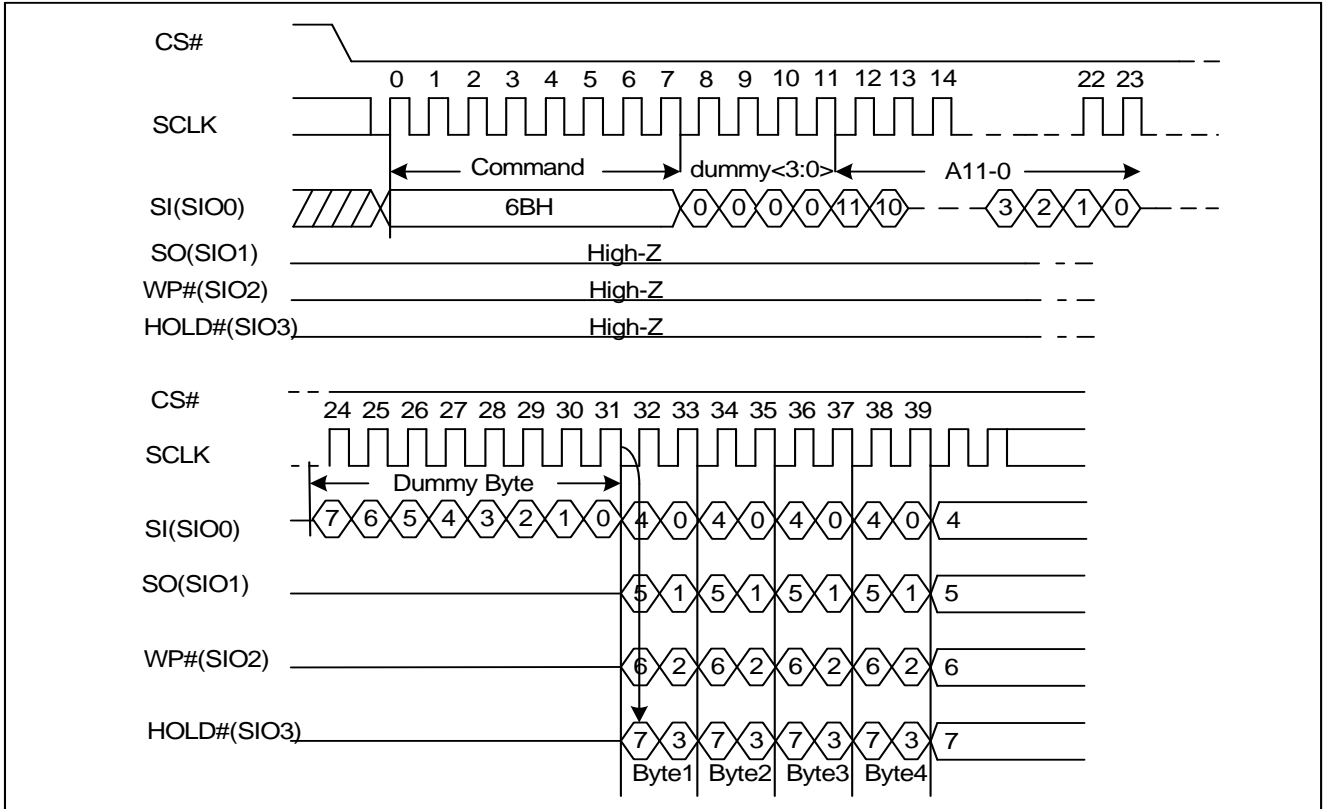 CS#
0 1 2 3 4 5 6 7 8 9 10 11 12 13 14 22 23
SCLK
Command dummy<3:0> A11-0
SI(SIO0) 6BH 0 0 0 0 11 10 3 2 1 0
SO(SIO1) High-Z
WP#(SIO2) High-Z
HOLD#(SIO3) High-Z
CS#
24 25 26 27 28 29 30 31 32 33 34 35 36 37 38 39
SCLK
Dummy Byte
SI(SIO0) 7 6 5 4 3 2 1 0 4 0 4 0 4 0 4 0 4
SO(SIO1) 5 1 5 1 5 1 5 1 5
WP#(SIO2) 6 2 6 2 6 2 6 2 6
HOLD#(SIO3) 7 3 7 3 7 3 7 3 7
Byte1 Byte2 Byte3 Byte4